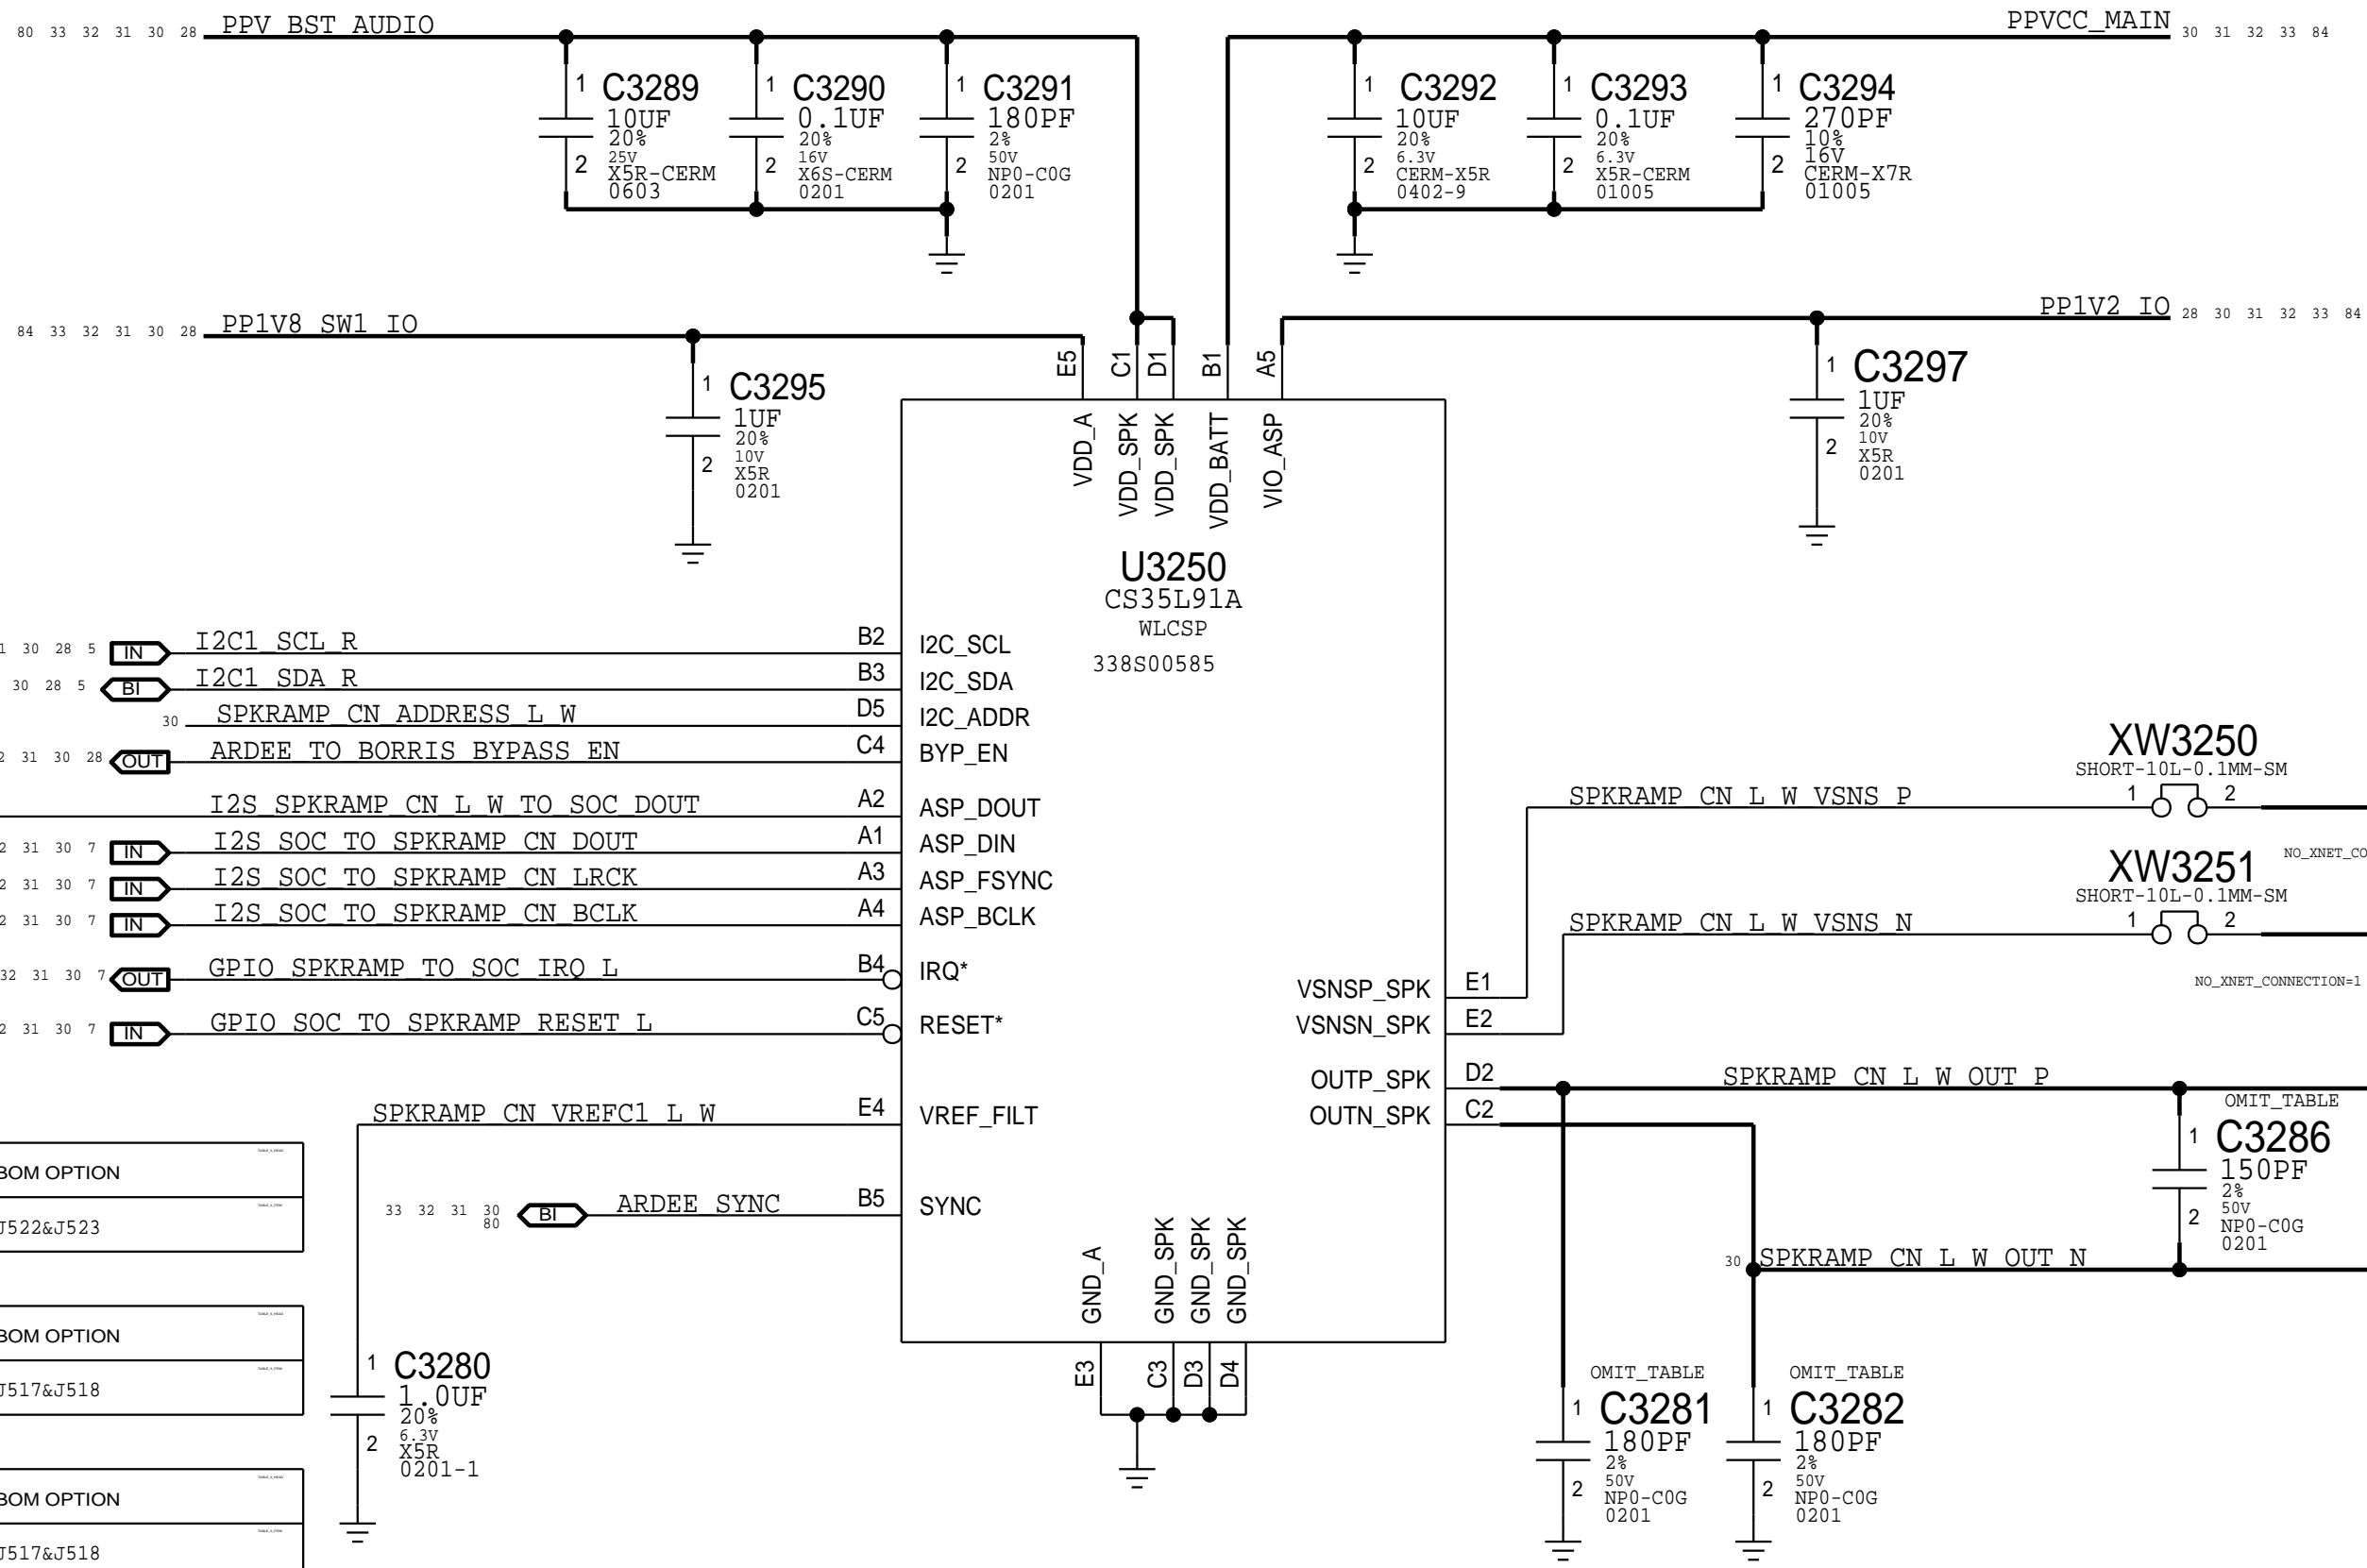 80 33 32 31 30 28 PPV_BST_AUDIO
PPVCC_MAIN 30 31 32 33 84
1 C3289
10UF
20%
25V
2 X5R-CERM
0603
1 C3290
0.1UF
20%
16V
2 X6S-CERM
0201
1 C3291
180PF
2%
50V
2 NP0-C0G
0201
1 C3292
10UF
20%
6.3V
2 CERM-X5R
0402-9
1 C3293
0.1UF
20%
6.3V
2 X5R-CERM
01005
1 C3294
270PF
10%
16V
2 CERM-X7R
01005
84 33 32 31 30 28 PP1V8_SW1_IO
PP1V2_IO 28 30 31 32 33 84
1 C3295
1UF
20%
10V
2 X5R
0201
E5 C1 D1 B1 A5
VDD_A VDD_SPK VDD_SPK VDD_BATT VIO_ASP
1 C3297
1UF
20%
10V
2 X5R
0201
U3250
CS35L91A
WLCSP
338S00585
1 30 28 5 IN I2C1_SCL_R B2 I2C_SCL
30 28 5 BI I2C1_SDA_R B3 I2C_SDA
30 SPKRAMP_CN_ADDRESS_L_W D5 I2C_ADDR
2 31 30 28 OUT ARDEE_TO_BORRIS_BYPASS_EN C4 BYP_EN
I2S_SPKRAMP_CN_L_W_TO_SOC_DOUT A2 ASP_DOUT
2 31 30 7 IN I2S_SOC_TO_SPKRAMP_CN_DOUT A1 ASP_DIN
2 31 30 7 IN I2S_SOC_TO_SPKRAMP_CN_LRCK A3 ASP_FSYNC
2 31 30 7 IN I2S_SOC_TO_SPKRAMP_CN_BCLK A4 ASP_BCLK
32 31 30 7 OUT GPIO_SPKRAMP_TO_SOC_IRQ_L B4 IRQ*
2 31 30 7 IN GPIO_SOC_TO_SPKRAMP_RESET_L C5 RESET*
SPKRAMP_CN_VREFC1_L_W E4 VREF_FILT
33 32 31 30
80 BI ARDEE_SYNC B5 SYNC
XW3250
SHORT-10L-0.1MM-SM
SPKRAMP_CN_L_W_VSNS_P 1 2
NO_XNET_CO
XW3251
SHORT-10L-0.1MM-SM
SPKRAMP_CN_L_W_VSNS_N 1 2
NO_XNET_CONNECTION=1
VSNSP_SPK E1
VSNSN_SPK E2
OUTP_SPK D2 SPKRAMP_CN_L_W_OUT_P
OUTN_SPK C2
OMIT_TABLE
1 C3286
150PF
2%
50V
2 NP0-C0G
0201
30 SPKRAMP_CN_L_W_OUT_N
GND_A GND_SPK GND_SPK GND_SPK
E3 C3 D3 D4
BOM OPTION
J522&J523
BOM OPTION
J517&J518
BOM OPTION
J517&J518
1 C3280
1.0UF
20%
6.3V
2 X5R
0201-1
OMIT_TABLE
1 C3281
180PF
2%
50V
2 NP0-C0G
0201
OMIT_TABLE
1 C3282
180PF
2%
50V
2 NP0-C0G
0201